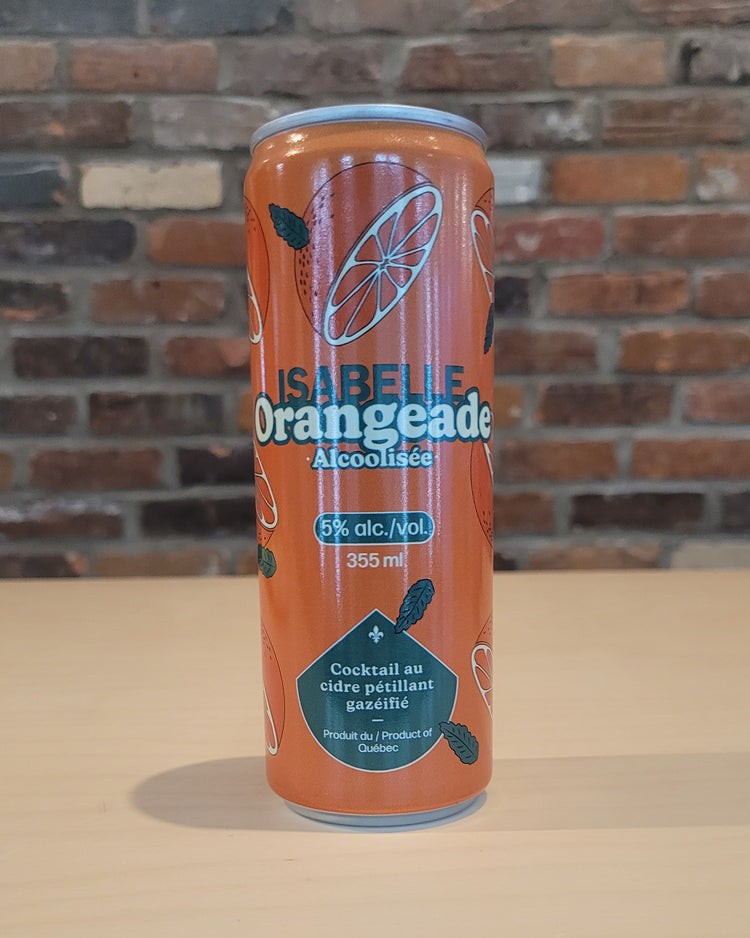 ISABELLE
Orangeade
Alcoolisée
5% alc./vol.
355 ml
Cocktail au
cidre pétillant
gazéifié
Produit du / Product of
Québec